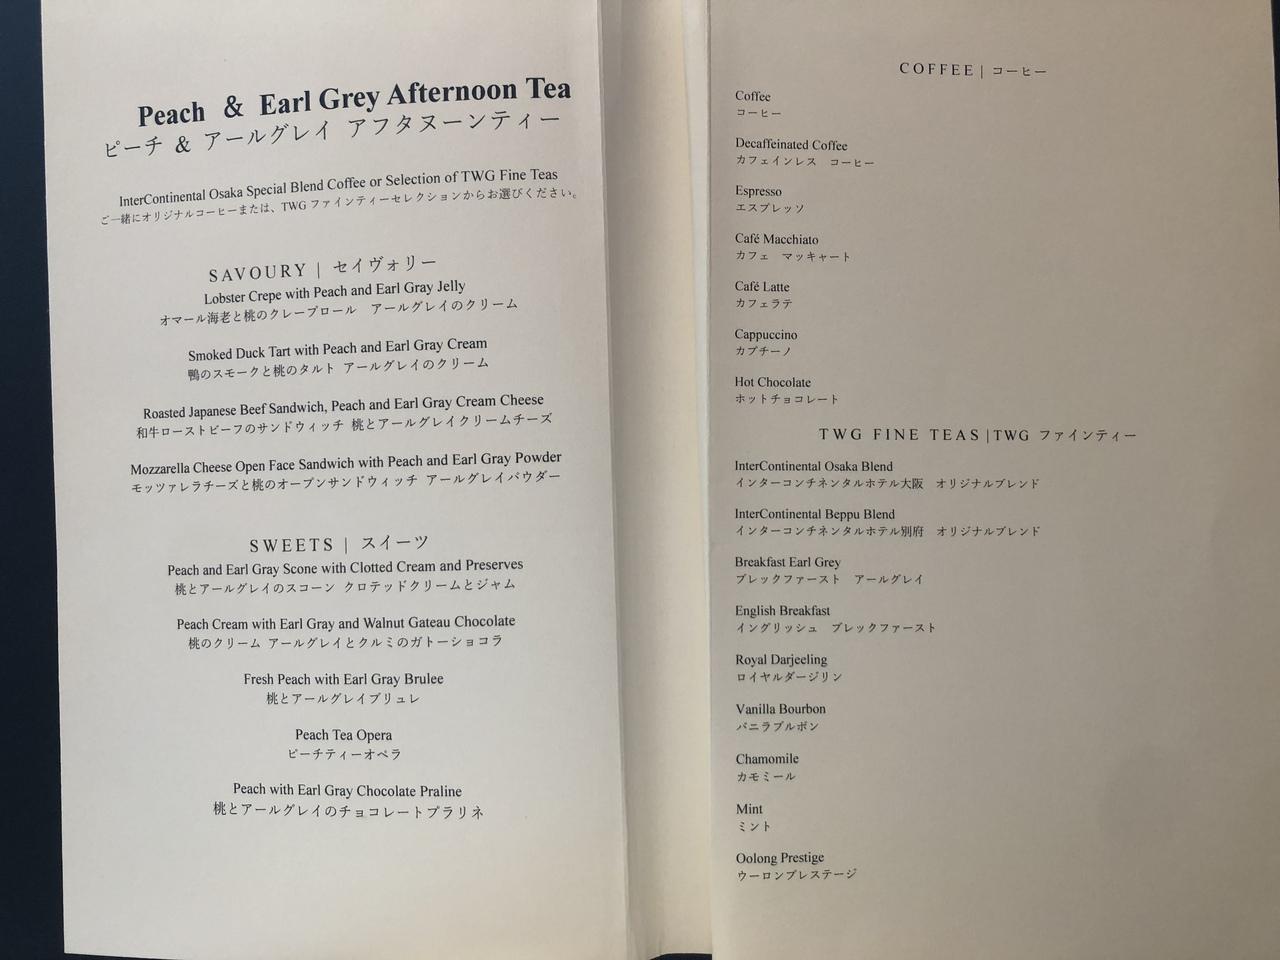 Peach & Earl Grey Afternoon Tea
ピーチ & アールグレイ アフタヌーンティー
InterContinental Osaka Special Blend Coffee or Selection of TWG Fine Teas
ご一緒にオリジナルコーヒーまたは、TWG ファインティーセレクションからお選びください。
SAVOURY | セイヴォリー
Lobster Crepe with Peach and Earl Gray Jelly
オマール海老と桃のクレープロール　アールグレイのクリーム
Smoked Duck Tart with Peach and Earl Gray Cream
鴨のスモークと桃のタルト アールグレイのクリーム
Roasted Japanese Beef Sandwich, Peach and Earl Gray Cream Cheese
和牛ローストビーフのサンドウィッチ 桃とアールグレイクリームチーズ
Mozzarella Cheese Open Face Sandwich with Peach and Earl Gray Powder
モッツァレラチーズと桃のオープンサンドウィッチ アールグレイパウダー
SWEETS | スイーツ
Peach and Earl Gray Scone with Clotted Cream and Preserves
桃とアールグレイのスコーン クロテッドクリームとジャム
Peach Cream with Earl Gray and Walnut Gateau Chocolate
桃のクリーム アールグレイとクルミのガトーショコラ
Fresh Peach with Earl Gray Brulee
桃とアールグレイブリュレ
Peach Tea Opera
ピーチティーオペラ
Peach with Earl Gray Chocolate Praline
桃とアールグレイのチョコレートプラリネ
COFFEE | コーヒー
Coffee
コーヒー
Decaffeinated Coffee
カフェインレス　コーヒー
Espresso
エスプレッソ
Café Macchiato
カフェ　マッキャート
Café Latte
カフェラテ
Cappuccino
カプチーノ
Hot Chocolate
ホットチョコレート
TWG FINE TEAS |TWG ファインティー
InterContinental Osaka Blend
インターコンチネンタルホテル大阪　オリジナルブレンド
InterContinental Beppu Blend
インターコンチネンタルホテル別府　オリジナルブレンド
Breakfast Earl Grey
ブレックファースト　アールグレイ
English Breakfast
イングリッシュ　ブレックファースト
Royal Darjeeling
ロイヤルダージリン
Vanilla Bourbon
バニラブルボン
Chamomile
カモミール
Mint
ミント
Oolong Prestige
ウーロンプレステージ